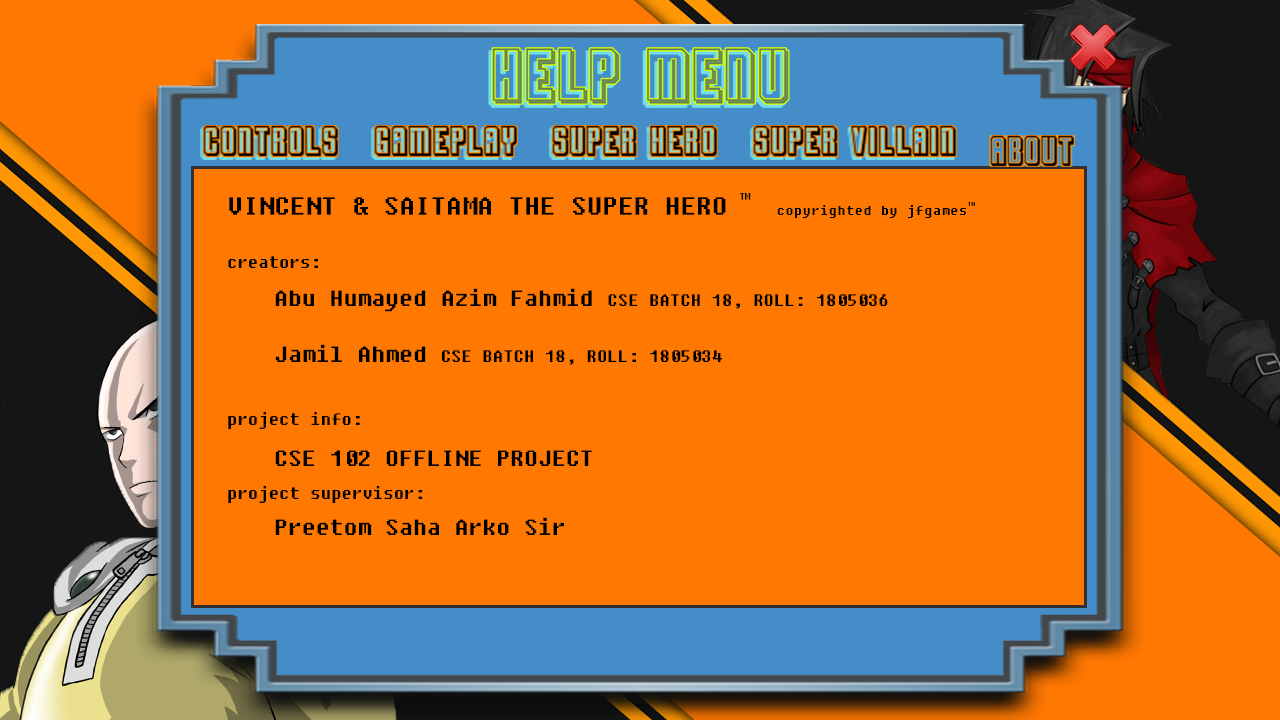 HELP MENU
CONTROLS GAMEPLAY SUPER HERO SUPER VILLAIN ABOUT
VINCENT & SAITAMA THE SUPER HERO ™ copyrighted by jfgames™
creators:
Abu Humayed Azim Fahmid CSE BATCH 18, ROLL: 1805036
Jamil Ahmed CSE BATCH 18, ROLL: 1805034
project info:
CSE 102 OFFLINE PROJECT
project supervisor:
Preetom Saha Arko Sir